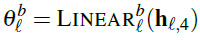 θ_ℓ^b = LINEAR_ℓ^b(h_{ℓ,4})